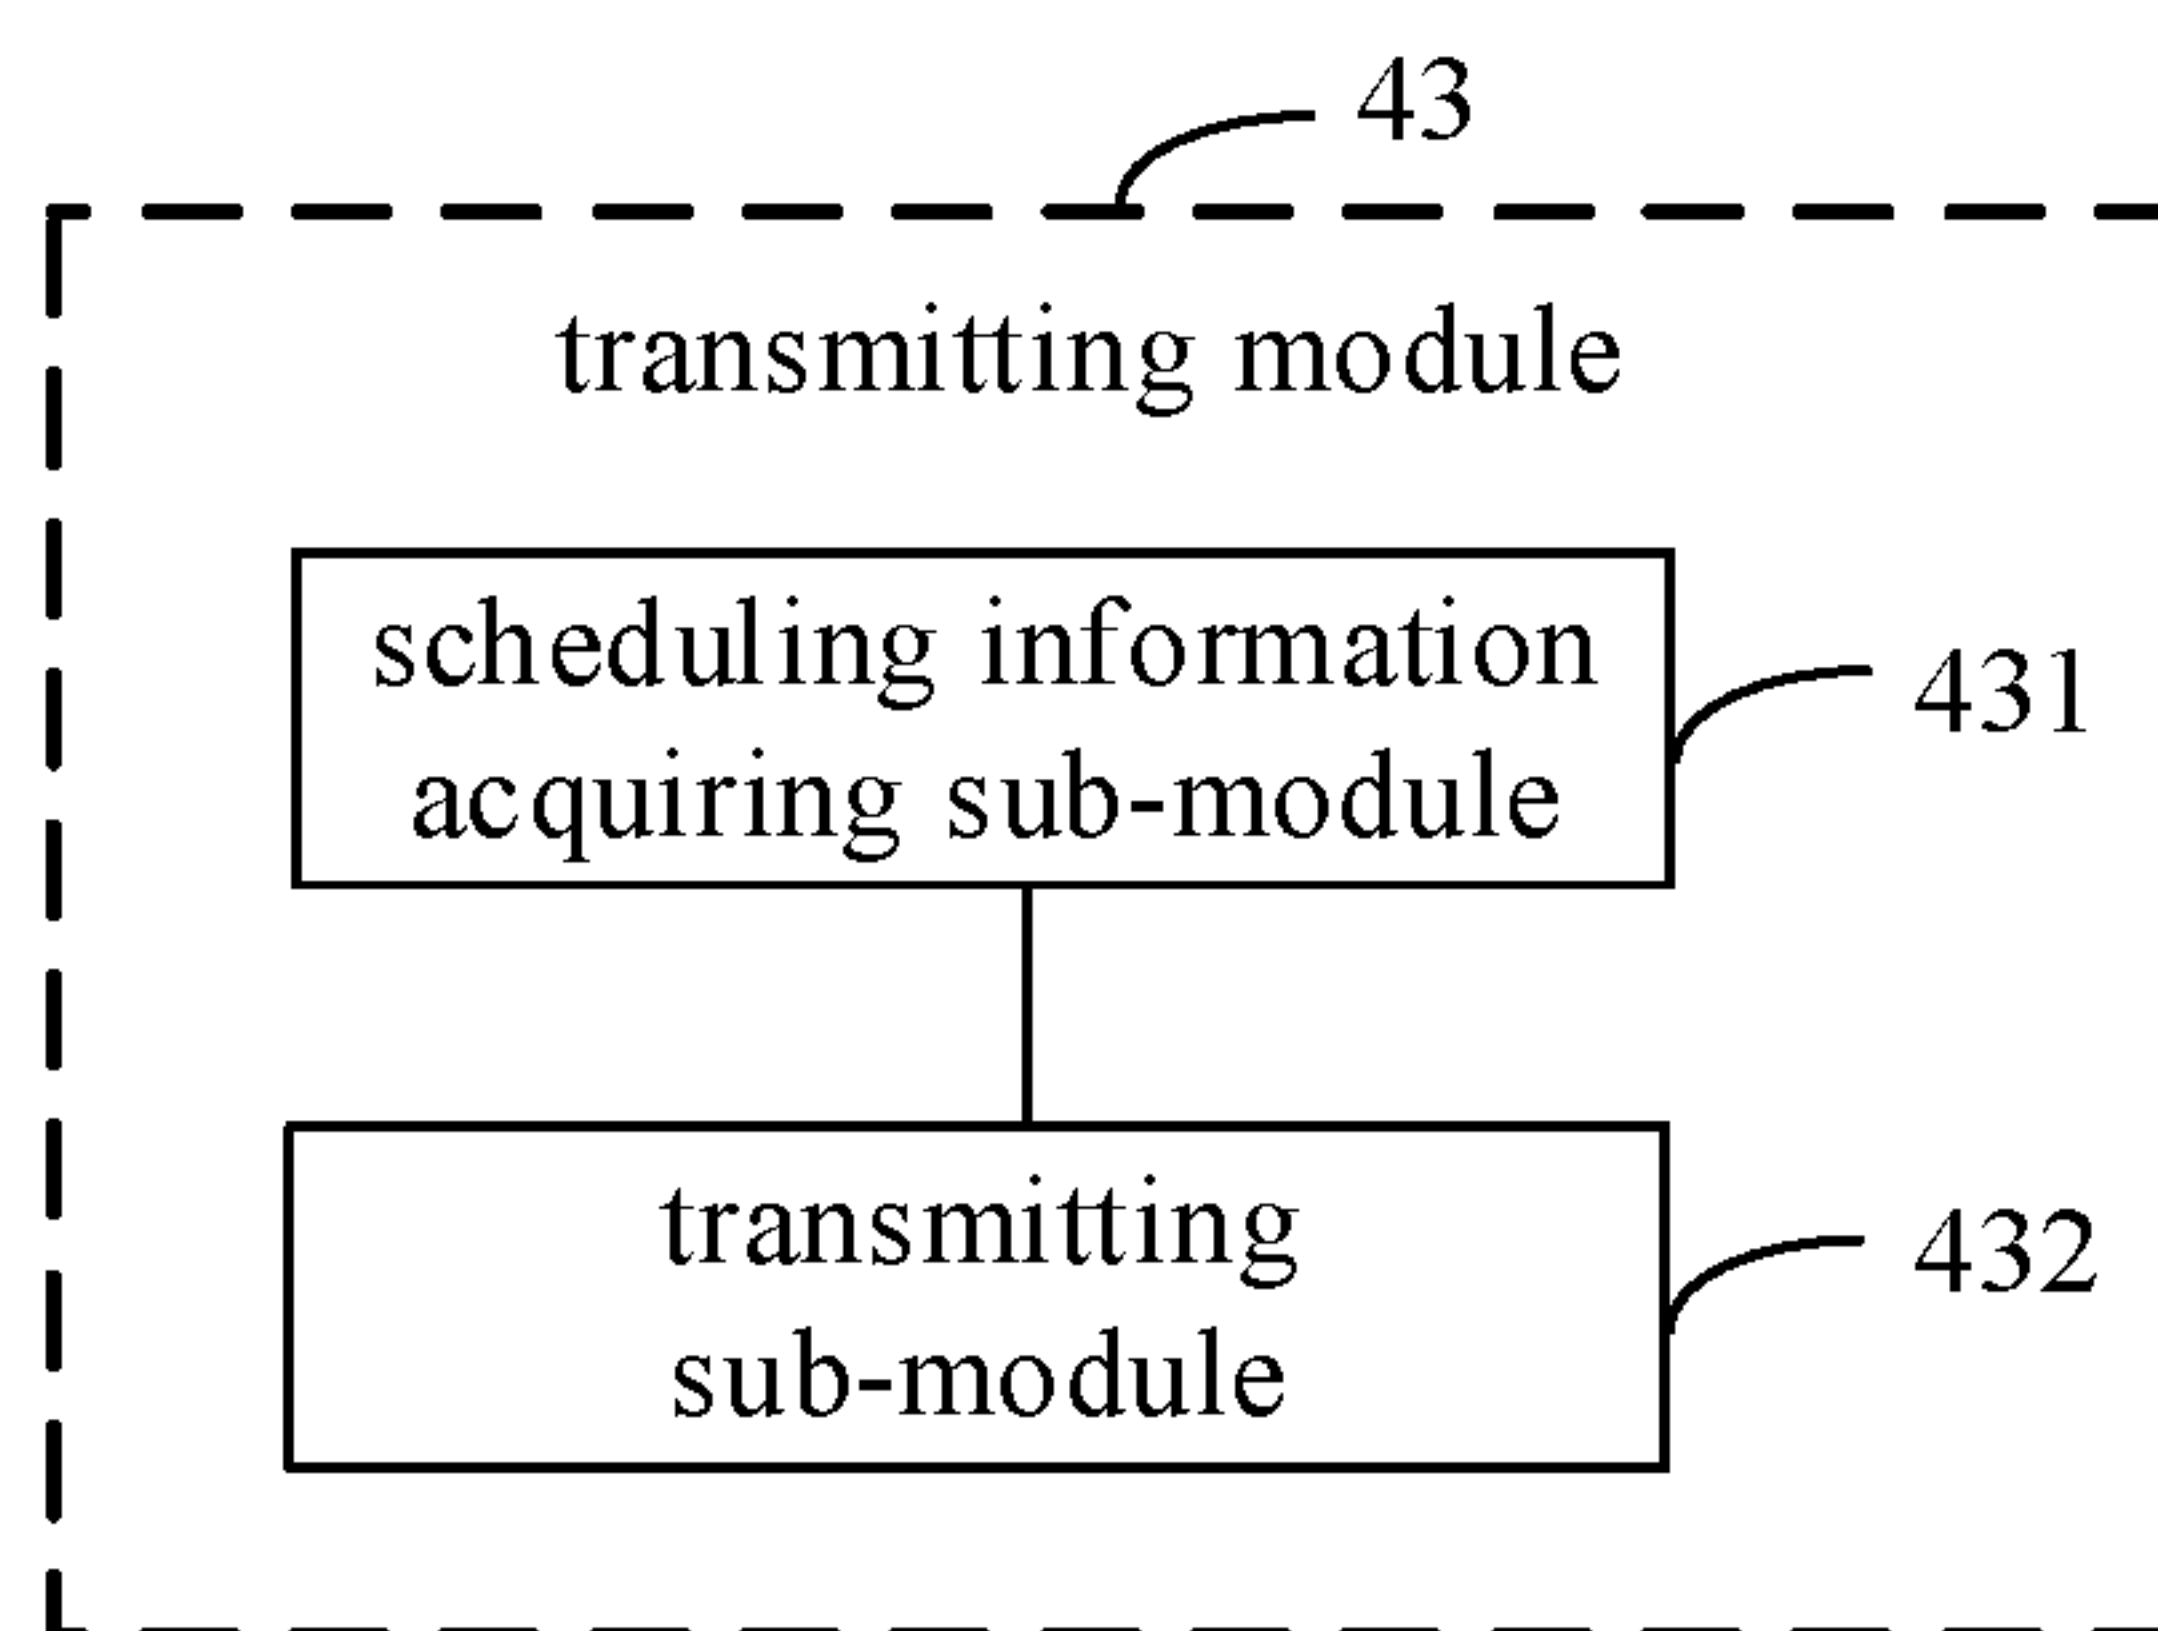 43
transmitting module
scheduling information
acquiring sub-module
431
transmitting
sub-module
432